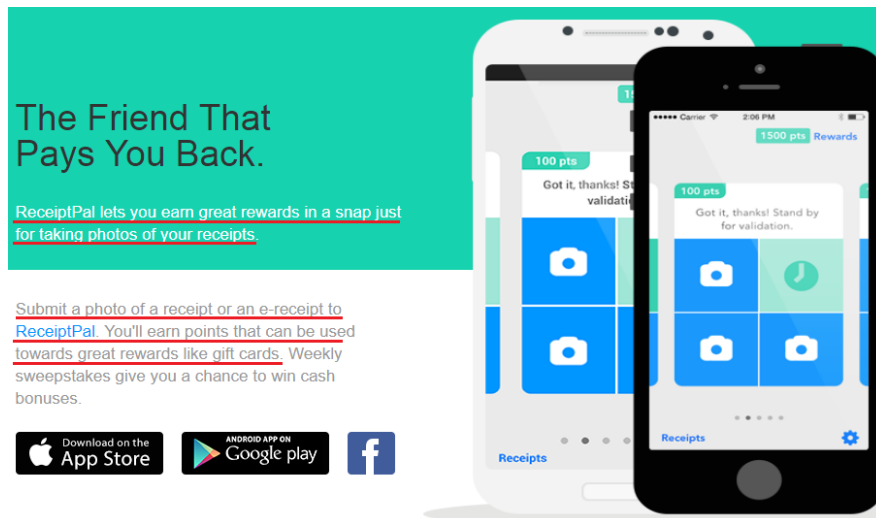 The Friend That
Pays You Back.
ReceiptPal lets you earn great rewards in a snap just
for taking photos of your receipts.
Submit a photo of a receipt or an e-receipt to
ReceiptPal. You'll earn points that can be used
towards great rewards like gift cards. Weekly
sweepstakes give you a chance to win cash
bonuses.
Download on the
App Store
ANDROID APP ON
Google play
f
100 pts
Got it, thanks!
Receipts
Carrier
2:06 PM
1500 pts Rewards
100 pts
Got it, thanks! Stand by
for validation.
Receipts